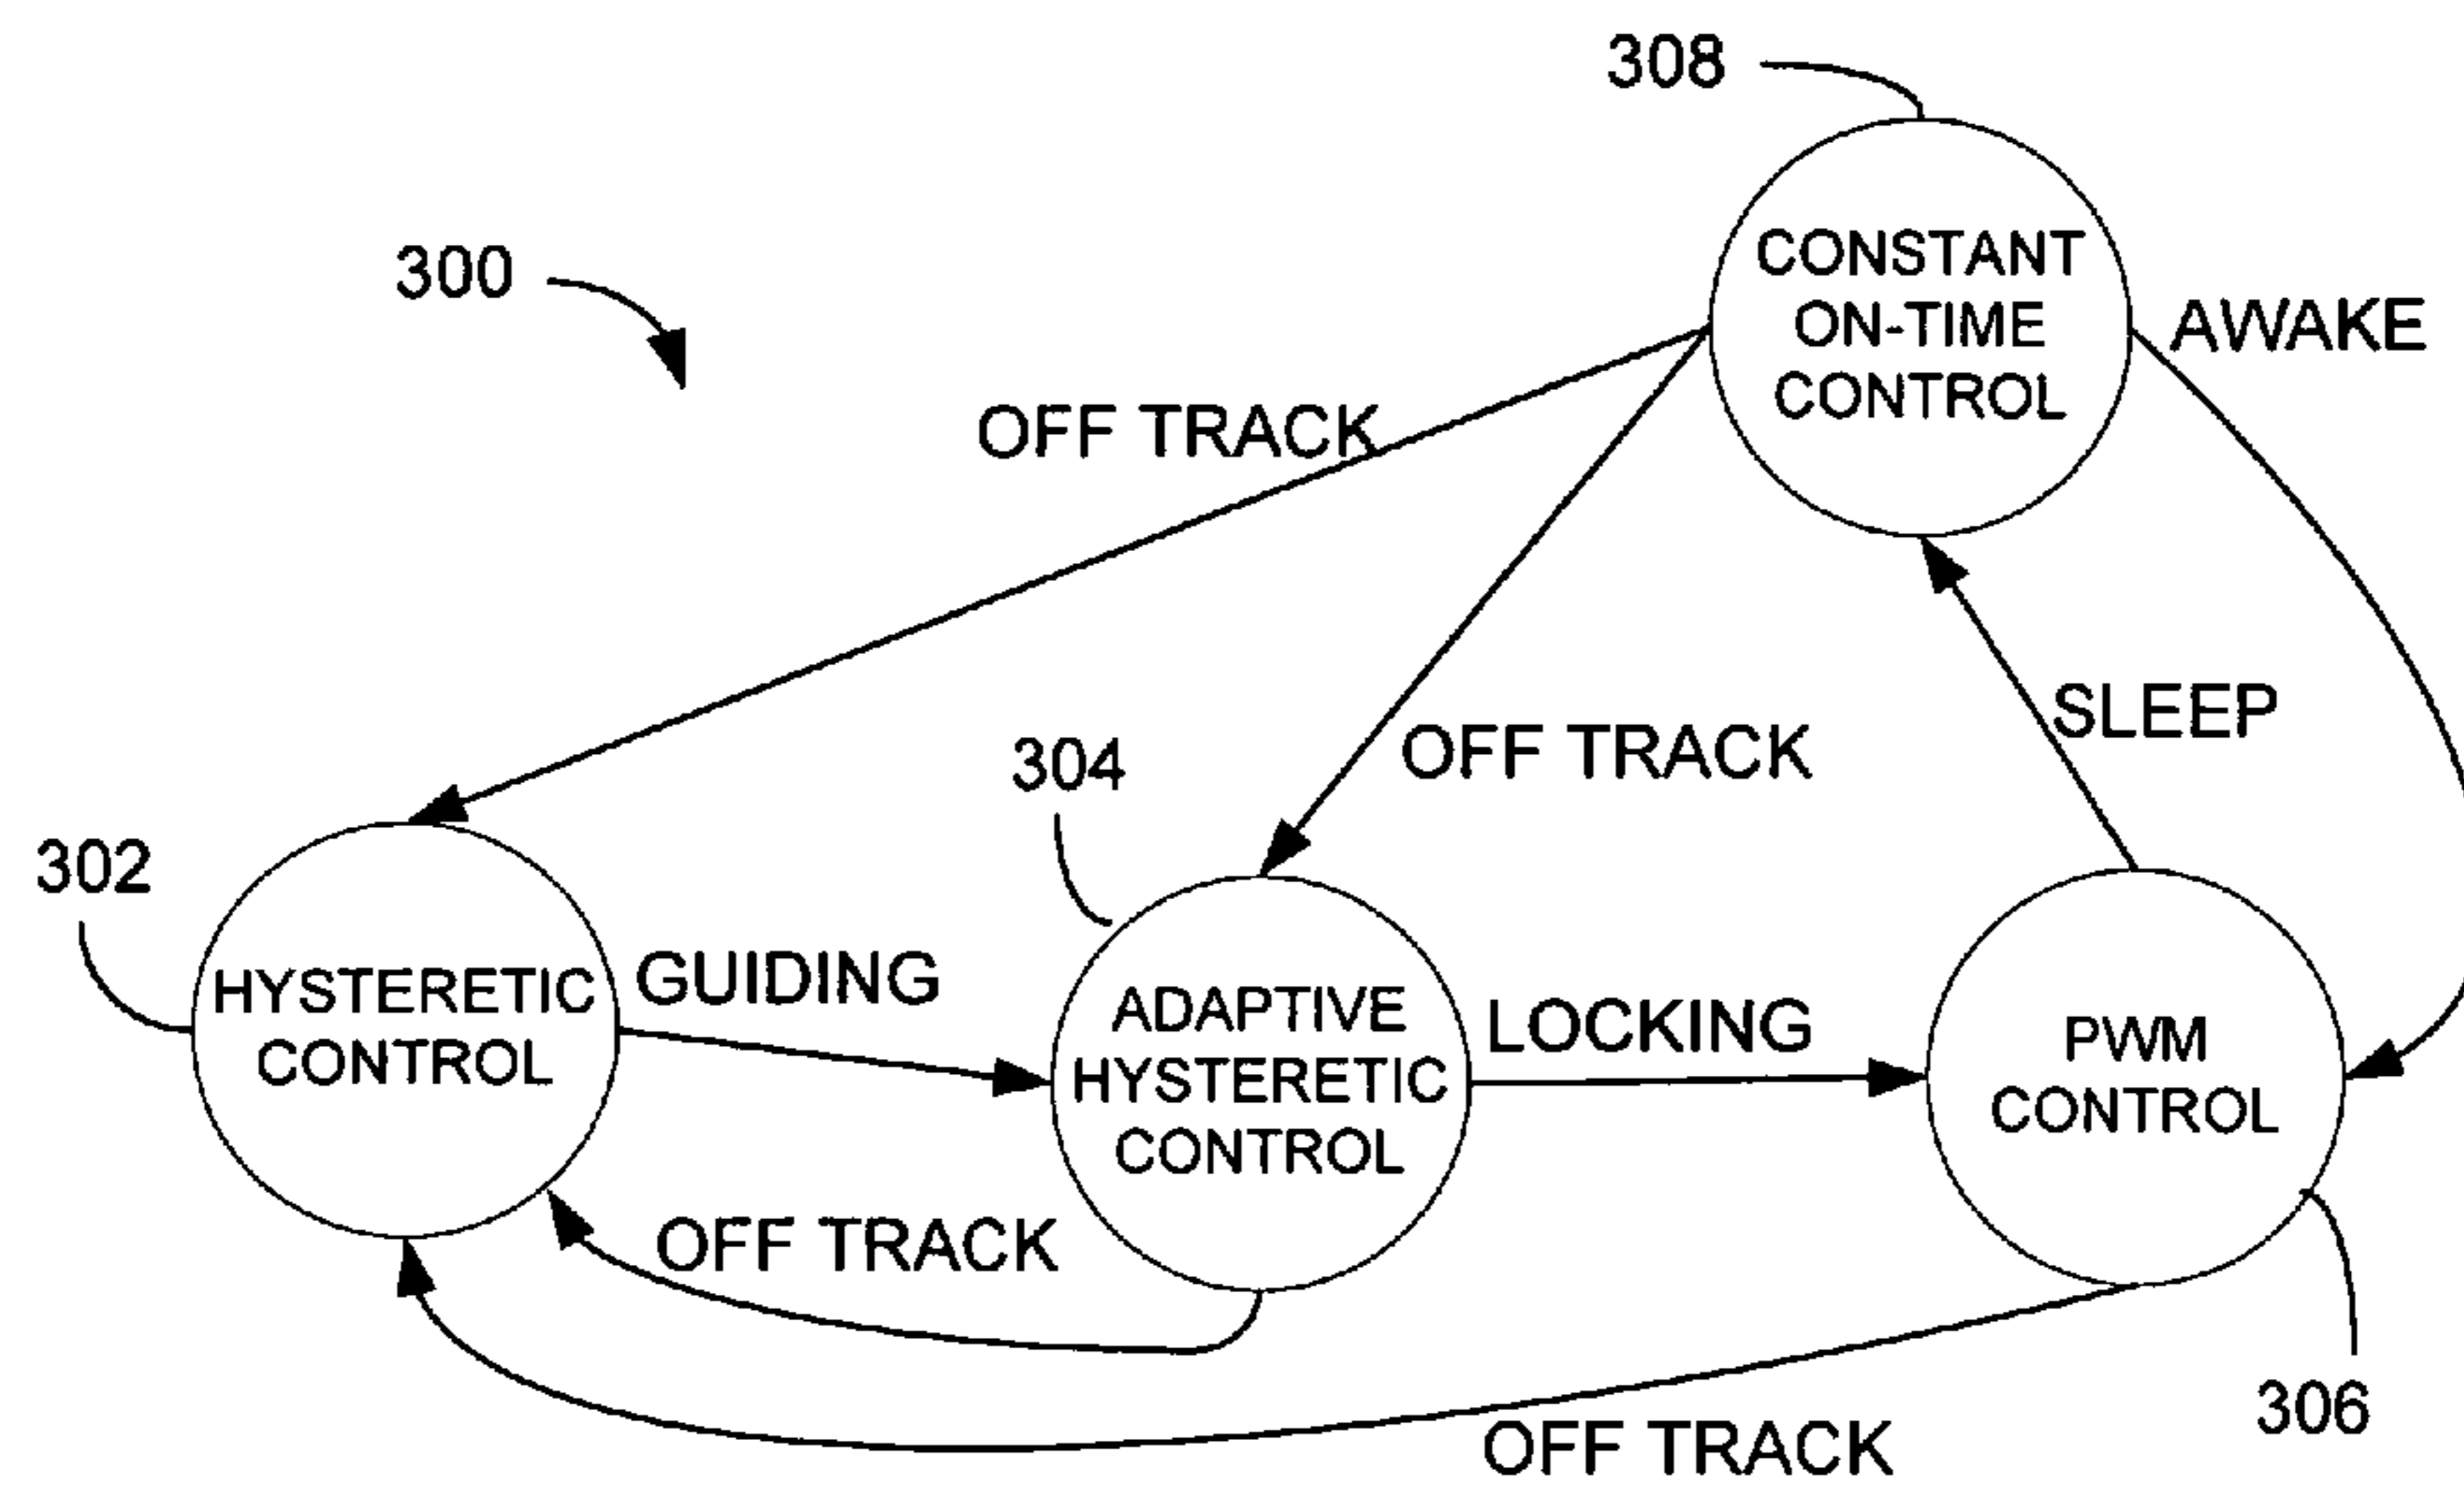 308
300
CONSTANT
ON-TIME
CONTROL
AWAKE
OFF TRACK
SLEEP
OFF TRACK
304
302
HYSTERETIC
CONTROL
GUIDING
ADAPTIVE
HYSTERETIC
CONTROL
LOCKING
PWM
CONTROL
OFF TRACK
306
OFF TRACK